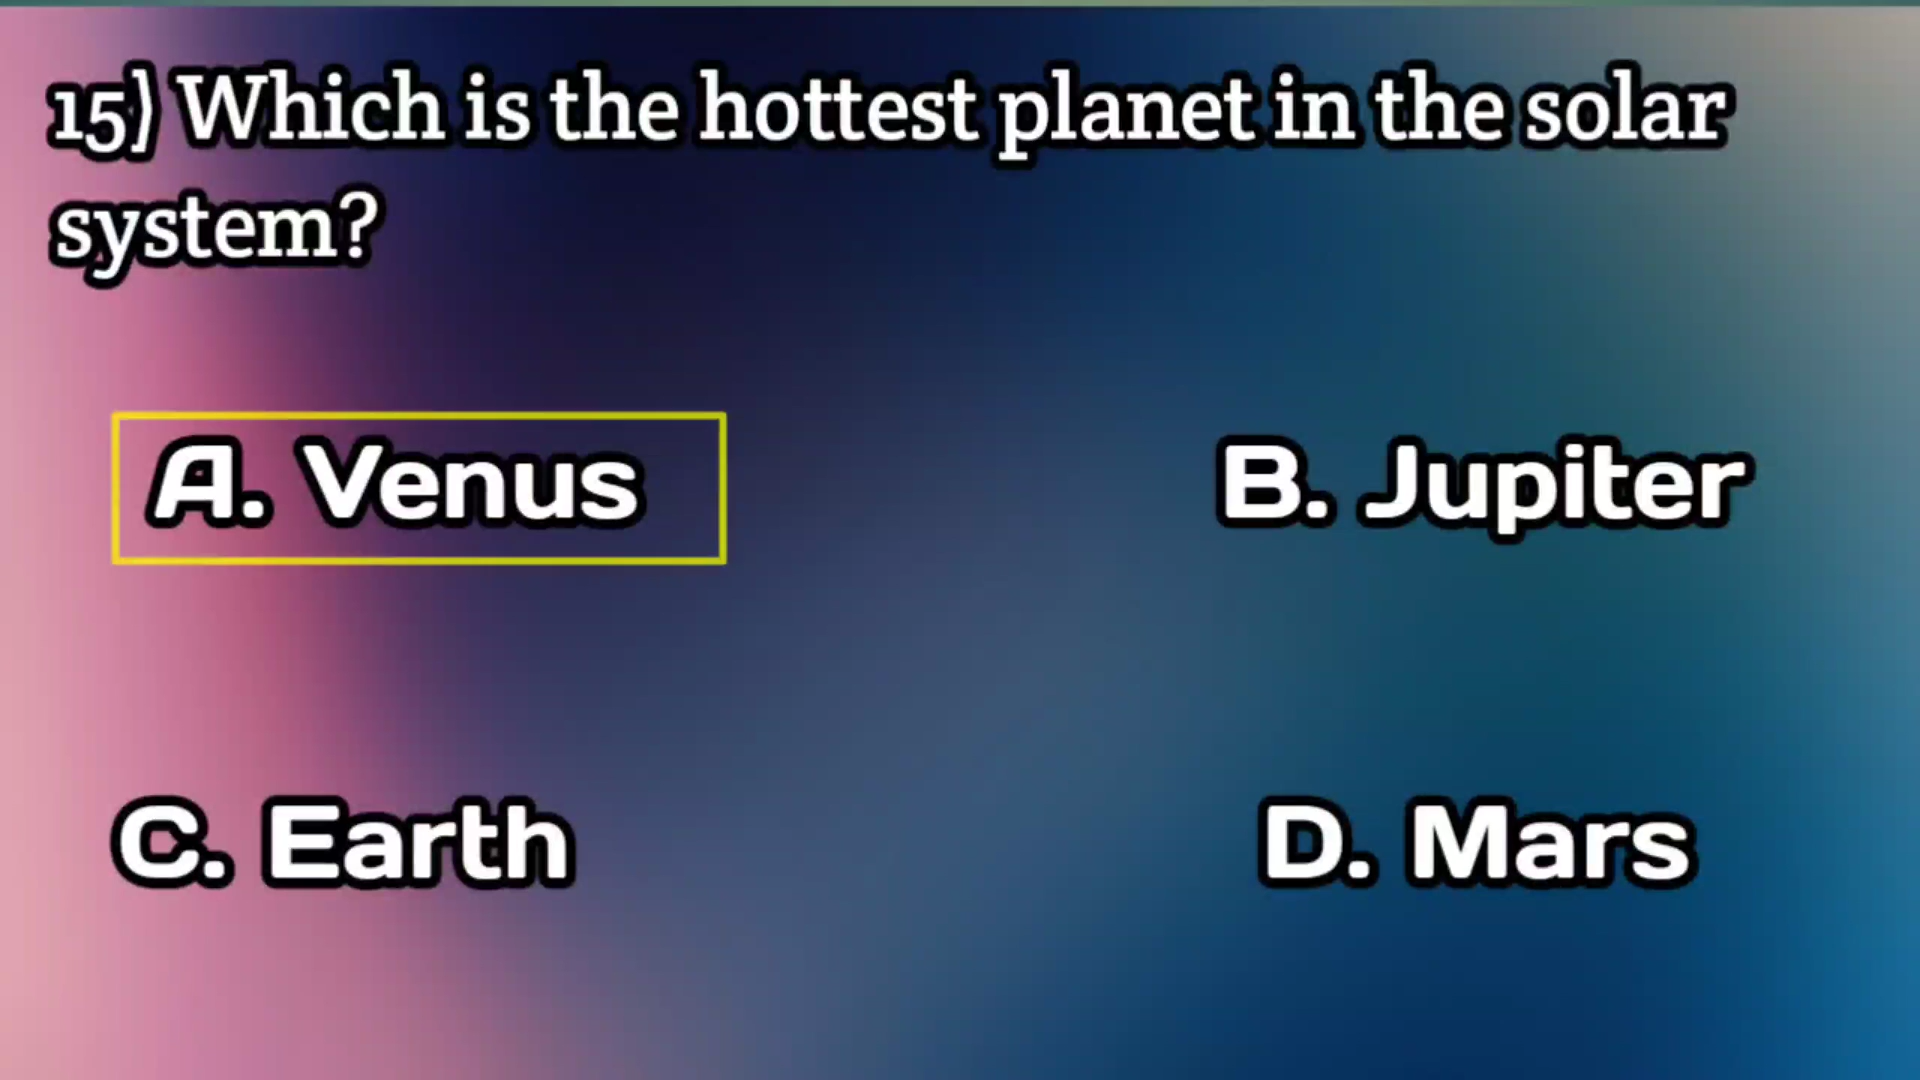 15) Which is the hottest planet in the solar
system?
A. Venus
B. Jupiter
C. Earth
D. Mars